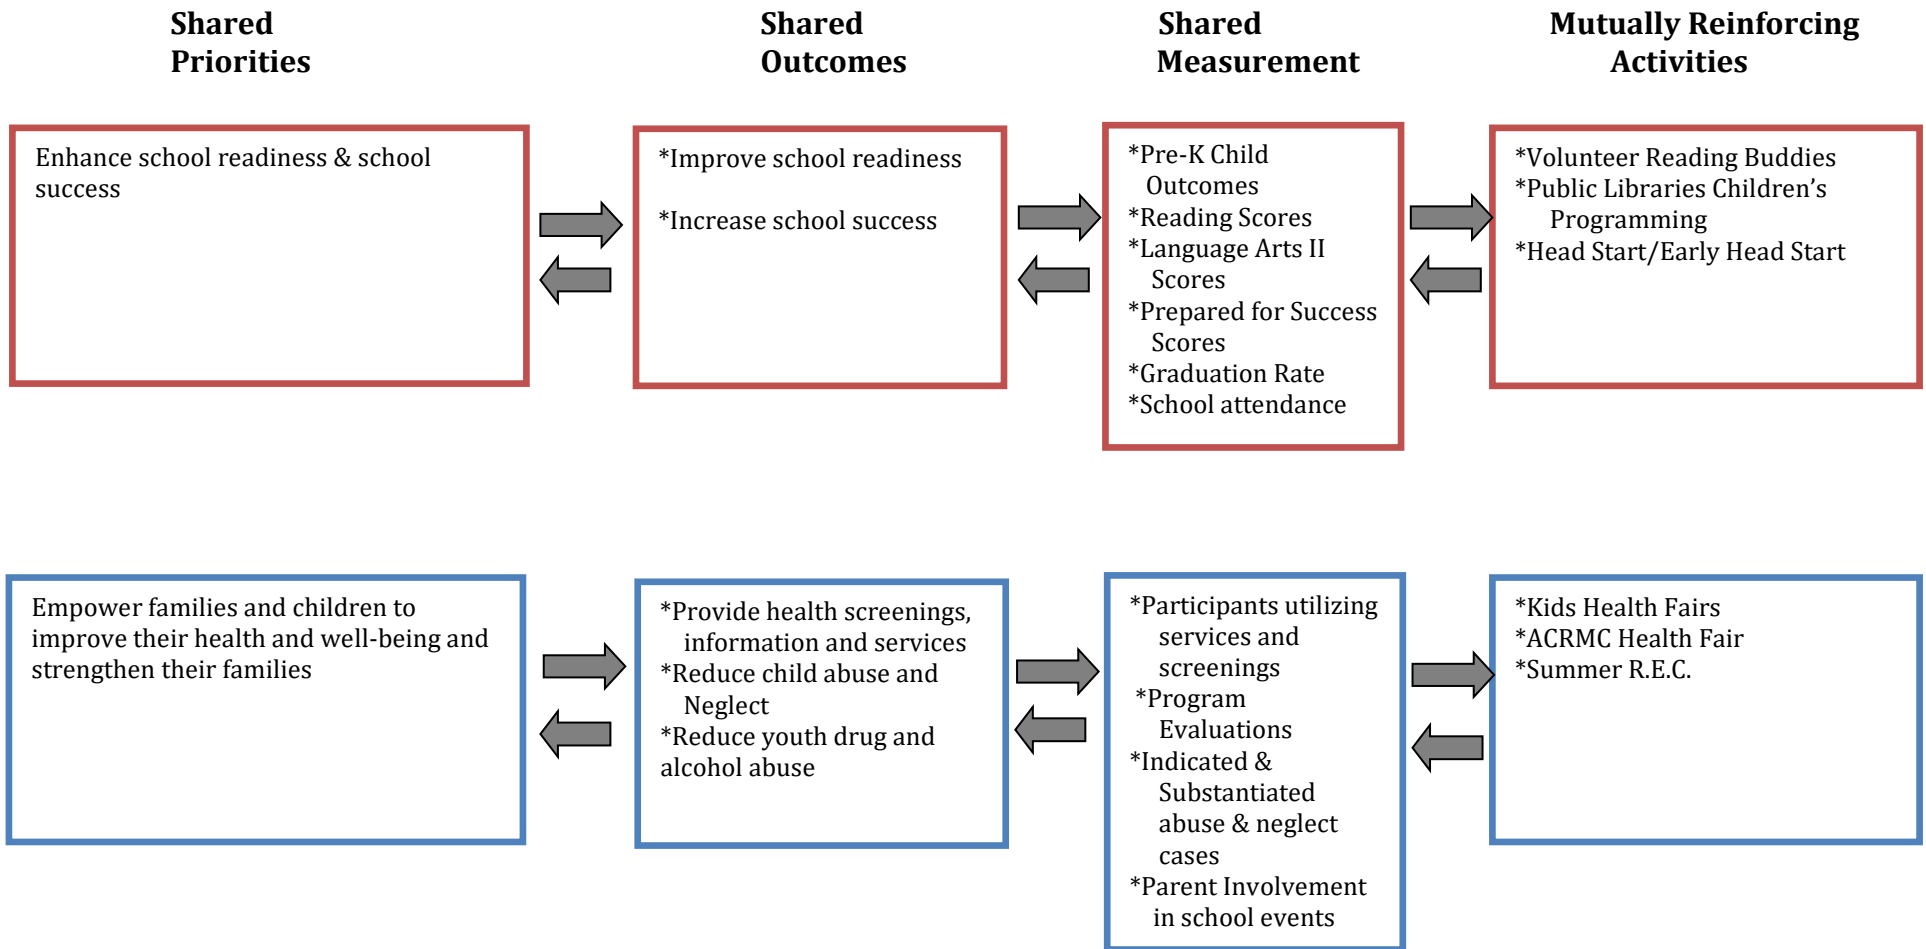 Shared
Priorities
Shared
Outcomes
Shared
Measurement
Mutually Reinforcing
Activities
Enhance school readiness & school
success
*Improve school readiness
*Increase school success
*Pre-K Child
Outcomes
*Reading Scores
*Language Arts II
Scores
*Prepared for Success
Scores
*Graduation Rate
*School attendance
*Volunteer Reading Buddies
*Public Libraries Children’s
Programming
*Head Start/Early Head Start
Empower families and children to
improve their health and well-being and
strengthen their families
*Provide health screenings,
information and services
*Reduce child abuse and
Neglect
*Reduce youth drug and
alcohol abuse
*Participants utilizing
services and
screenings
*Program
Evaluations
*Indicated &
Substantiated
abuse & neglect
cases
*Parent Involvement
in school events
*Kids Health Fairs
*ACRMC Health Fair
*Summer R.E.C.